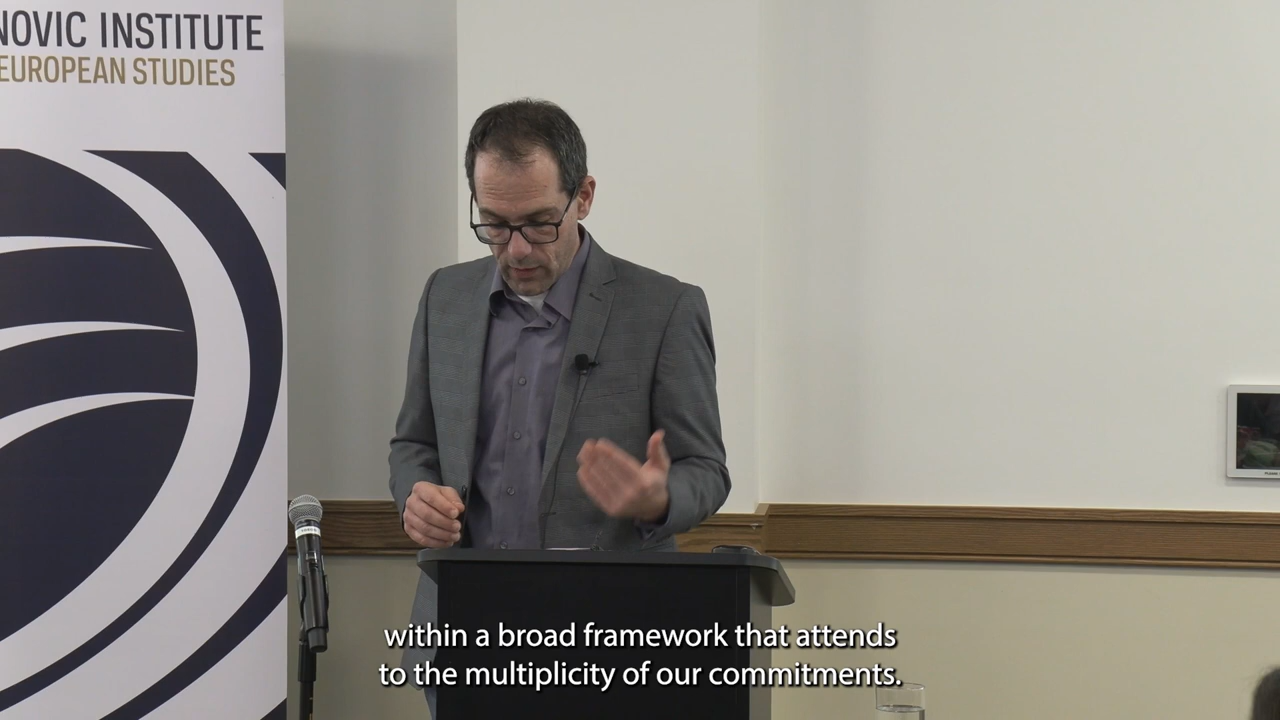 NOVIC INSTITUTE
EUROPEAN STUDIES
within a broad framework that attends
to the multiplicity of our commitments.